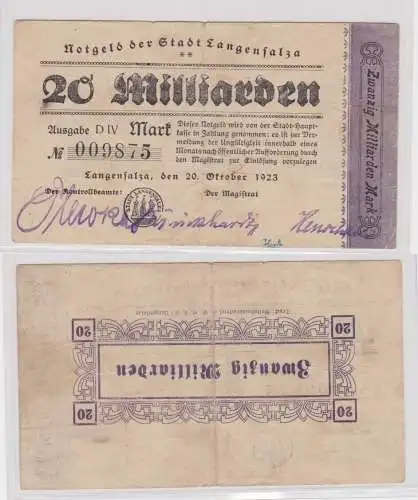 Notgeld der Stadt Langensalza
20 Milliarden
Ausgabe D IV Mark
Dieses Notgeld wird von der Stadt-Haupt-
kasse in Zahlung genommen; es ist zur Ver-
meidung der Ungültigkeit innerhalb eines
Monats nach öffentlicher Aufforderung durch
den Magistrat zur Einlösung vorzulegen
№ 009875
Langensalza, den 20. Oktober 1923
Der Kontrollbeamte: Der Magistrat
Zwanzig Milliarden Mark
20 20
Zwanzig Milliarden
20 20